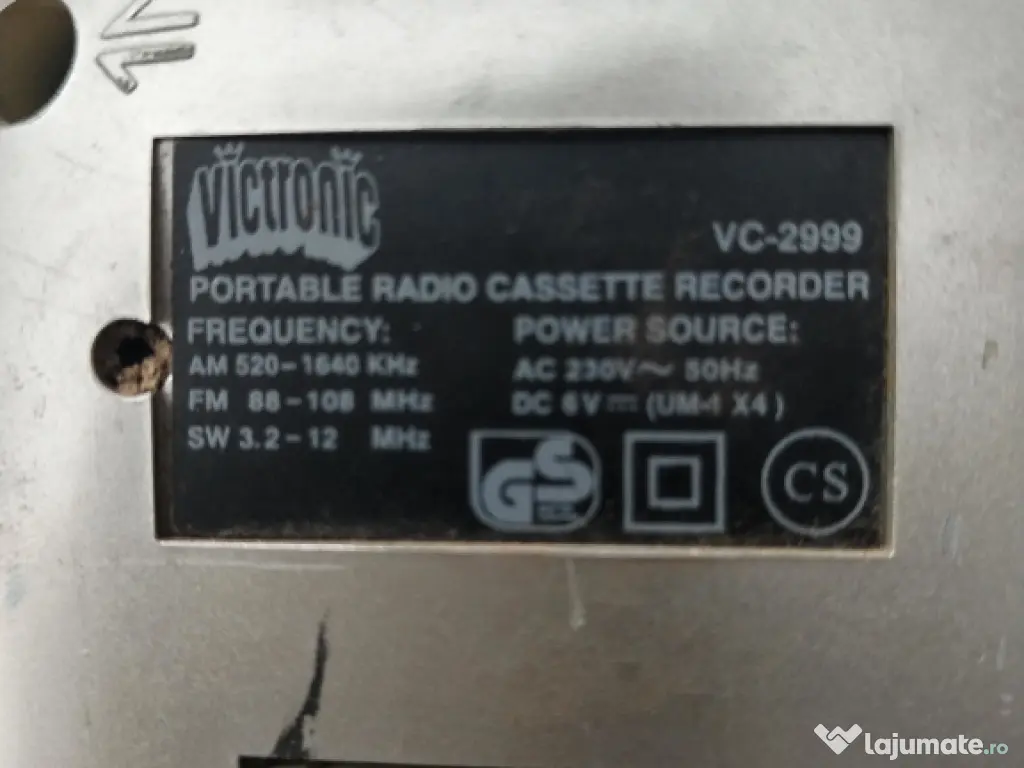 Victronic
VC-2999
PORTABLE RADIO CASSETTE RECORDER
FREQUENCY:
AM 520-1640 KHz
FM 88-108 MHz
SW 3.2-12 MHz
POWER SOURCE:
AC 230V～ 50Hz
DC 6V⎓ (UM-1 X4)
GS
CS
lajumate.ro